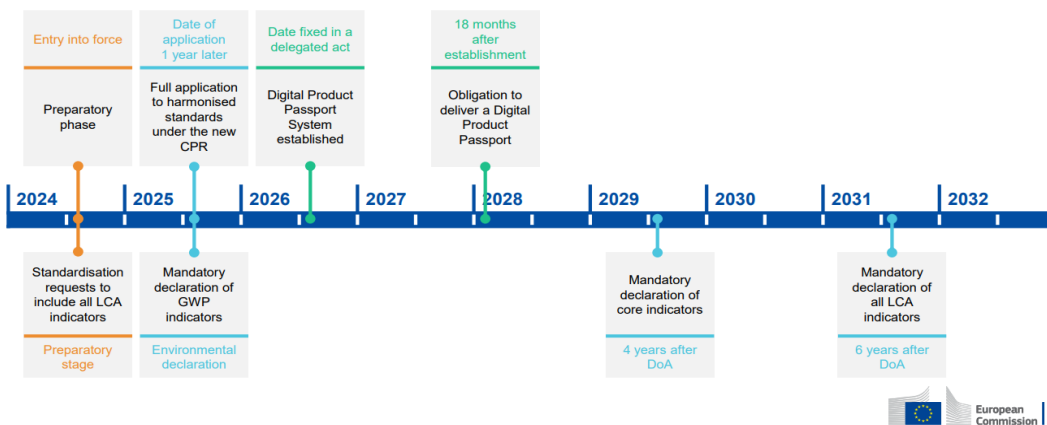 Entry into force
Preparatory
phase
Date of
application
1 year later
Full application
to harmonised
standards
under the new
CPR
Date fixed in a
delegated act
Digital Product
Passport
System
established
18 months
after
establishment
Obligation to
deliver a Digital
Product
Passport
2024
2025
2026
2027
2028
2029
2030
2031
2032
Standardisation
requests to
include all LCA
indicators
Preparatory
stage
Mandatory
declaration of
GWP
indicators
Environmental
declaration
Mandatory
declaration of
core indicators
4 years after
DoA
Mandatory
declaration of
all LCA
indicators
6 years after
DoA
European
Commission